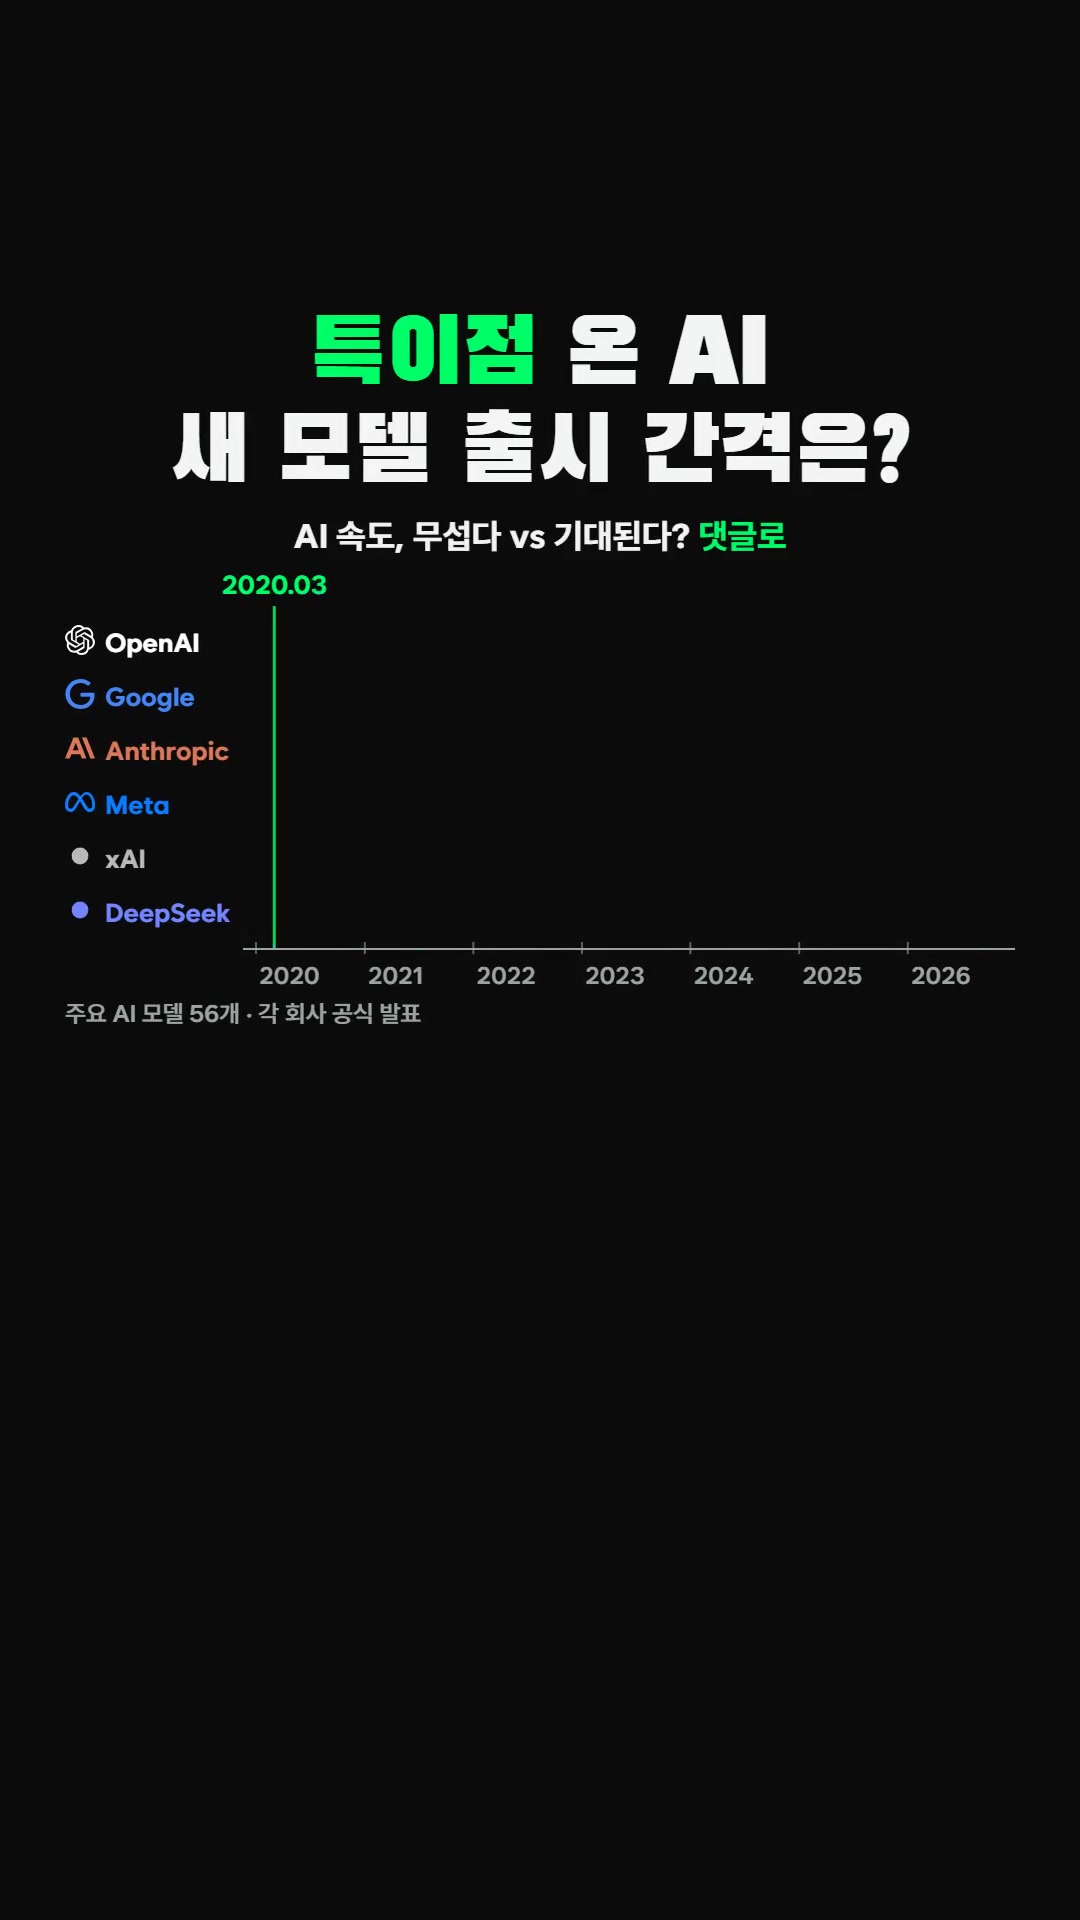 특이점 온 AI
새 모델 출시 간격은?
AI 속도, 무섭다 vs 기대된다? 댓글로
2020.03
OpenAI
Google
Anthropic
Meta
xAI
DeepSeek
2020 2021 2022 2023 2024 2025 2026
주요 AI 모델 56개 · 각 회사 공식 발표